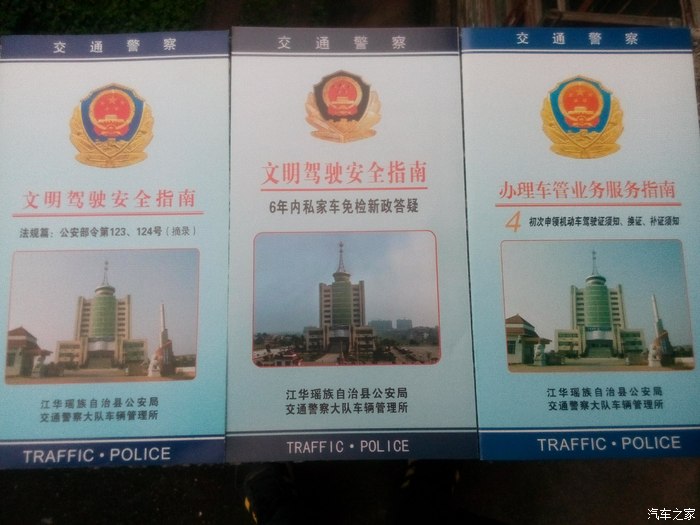 交通警察
文明驾驶安全指南
法规篇：公安部令第123、124号（摘录）
江华瑶族自治县公安局
交通警察大队车辆管理所
TRAFFIC·POLICE
交通警察
文明驾驶安全指南
6年内私家车免检新政答疑
江华瑶族自治县公安局
交通警察大队车辆管理所
TRAFFIC·POLICE
交通警察
办理车管业务服务指南
4 初次申领机动车驾驶证须知、换证、补证须知
江华瑶族自治县公安局
交通警察大队车辆管理所
TRAFFIC·POLICE
汽车之家